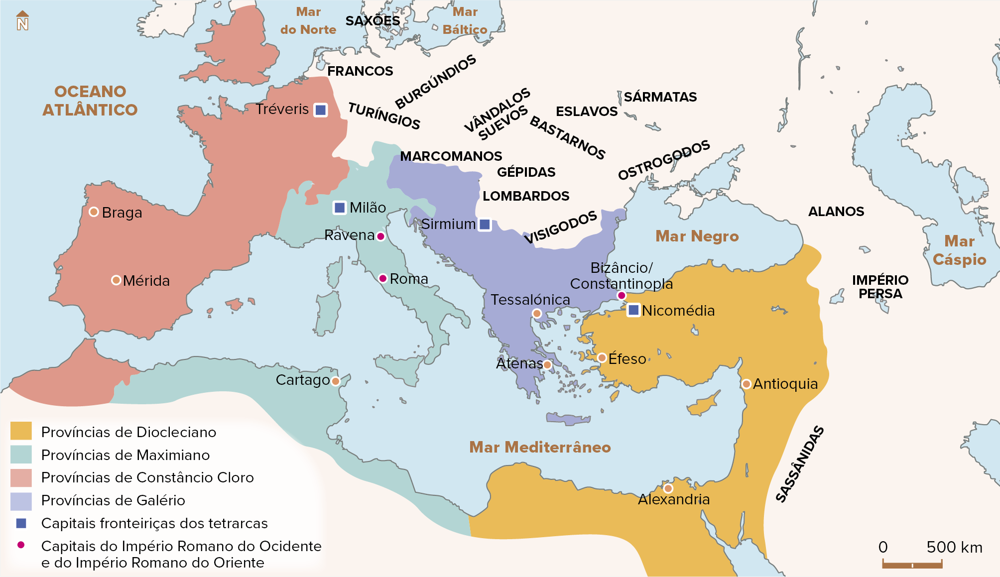 N
Mar
do Norte
SAXÕES
Mar
Báltico
FRANCOS
BURGÚNDIOS
OCEANO
ATLÂNTICO
Tréveris
TURÍNGIOS
VÂNDALOS
SUEVOS
ESLAVOS
SÁRMATAS
BASTARNOS
MARCOMANOS
GÉPIDAS
OSTROGODOS
LOMBARDOS
Braga
Milão
Sirmium
VISIGODOS
ALANOS
Ravena
Mar Negro
Mar
Cáspio
Mérida
Roma
Bizâncio/
Constantinopla
IMPÉRIO
PERSA
Tessalónica
Nicomédia
Atenas
Éfeso
Cartago
Antioquia
Mar Mediterrâneo
SASSÂNIDAS
Alexandria
Províncias de Diocleciano
Províncias de Maximiano
Províncias de Constâncio Cloro
Províncias de Galério
Capitais fronteiriças dos tetrarcas
Capitais do Império Romano do Ocidente
e do Império Romano do Oriente
0 500 km